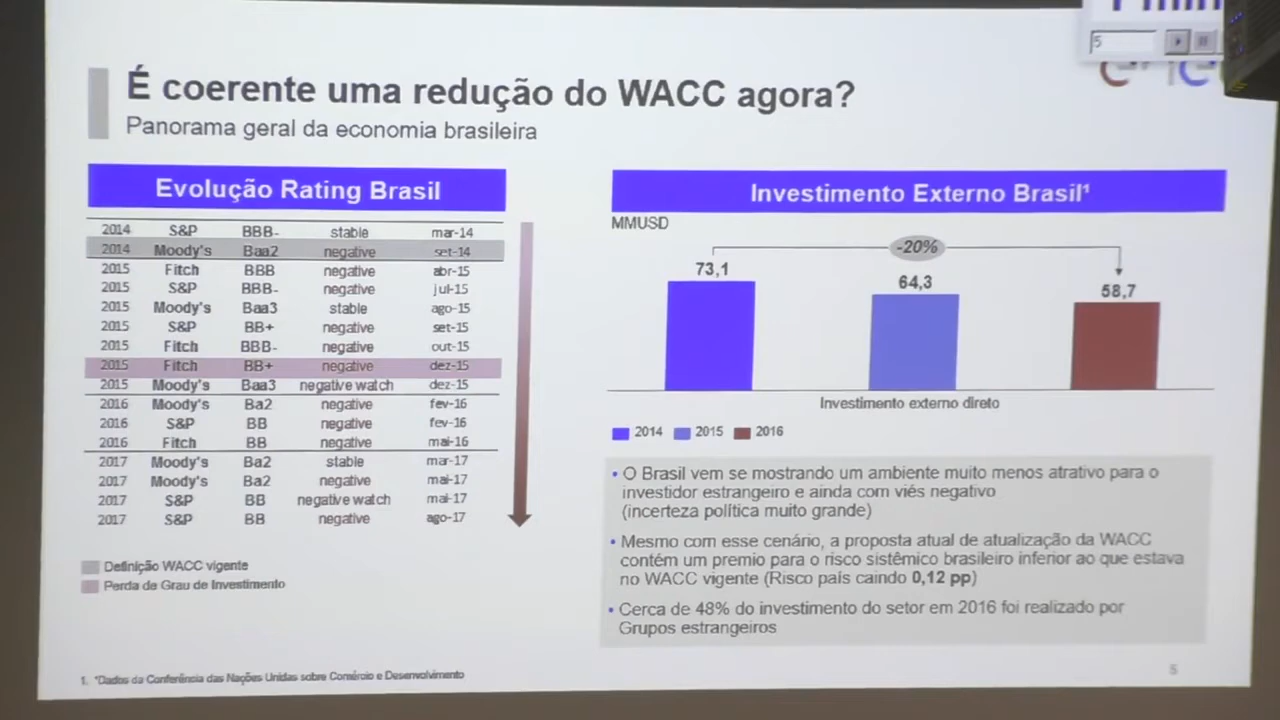 5
É coerente uma redução do WACC agora?
Panorama geral da economia brasileira
Evolução Rating Brasil
2014 S&P BBB- stable mar-14
2014 Moody's Baa2 negative set-14
2015 Fitch BBB negative abr-15
2015 S&P BBB- negative jul-15
2015 Moody's Baa3 stable ago-15
2015 S&P BB+ negative set-15
2015 Fitch BBB- negative out-15
2015 Fitch BB+ negative dez-15
2015 Moody's Baa3 negative watch dez-15
2016 Moody's Ba2 negative fev-16
2016 S&P BB negative fev-16
2016 Fitch BB negative mai-16
2017 Moody's Ba2 stable mar-17
2017 Moody's Ba2 negative mai-17
2017 S&P BB negative watch mai-17
2017 S&P BB negative ago-17
Definição WACC vigente
Perda de Grau de Investimento
Investimento Externo Brasil¹
MMUSD
-20%
73,1
64,3
58,7
Investimento externo direto
2014 2015 2016
• O Brasil vem se mostrando um ambiente muito menos atrativo para o
investidor estrangeiro e ainda com viés negativo
(incerteza política muito grande)
• Mesmo com esse cenário, a proposta atual de atualização da WACC
contém um premio para o risco sistêmico brasileiro inferior ao que estava
no WACC vigente (Risco país caindo 0,12 pp)
• Cerca de 48% do investimento do setor em 2016 foi realizado por
Grupos estrangeiros
1. "Dados da Conferência das Nações Unidas sobre Comércio e Desenvolvimento
5